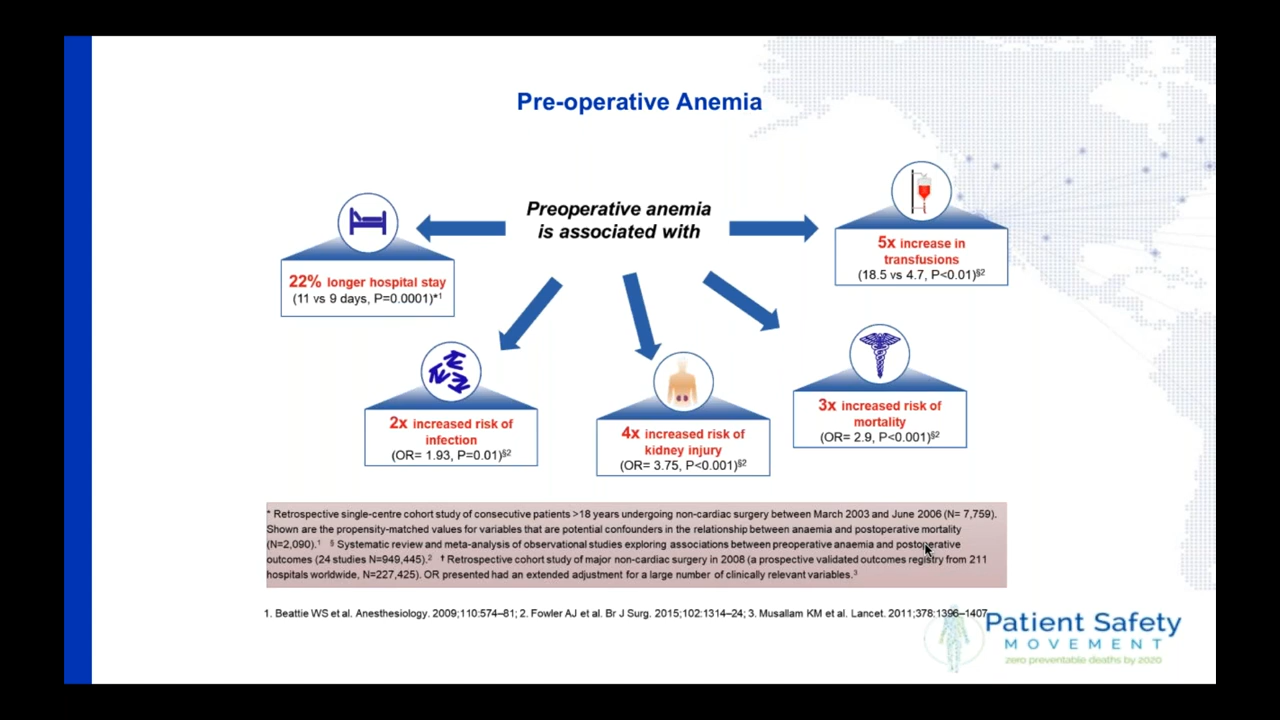 Pre-operative Anemia
Preoperative anemia
is associated with
22% longer hospital stay
(11 vs 9 days, P=0.0001)*¹
5x increase in
transfusions
(18.5 vs 4.7, P<0.01)§²
2x increased risk of
infection
(OR= 1.93, P=0.01)§²
4x increased risk of
kidney injury
(OR= 3.75, P<0.001)§²
3x increased risk of
mortality
(OR= 2.9, P<0.001)§²
* Retrospective single-centre cohort study of consecutive patients >18 years undergoing non-cardiac surgery between March 2003 and June 2006 (N= 7,759).
Shown are the propensity-matched values for variables that are potential confounders in the relationship between anaemia and postoperative mortality
(N=2,090).¹ § Systematic review and meta-analysis of observational studies exploring associations between preoperative anaemia and postoperative
outcomes (24 studies N=949,445).² † Retrospective cohort study of major non-cardiac surgery in 2008 (a prospective validated outcomes registry from 211
hospitals worldwide, N=227,425). OR presented had an extended adjustment for a large number of clinically relevant variables.³
1. Beattie WS et al. Anesthesiology. 2009;110:574–81; 2. Fowler AJ et al. Br J Surg. 2015;102:1314–24; 3. Musallam KM et al. Lancet. 2011;378:1396–1407.
Patient Safety
MOVEMENT
zero preventable deaths by 2020